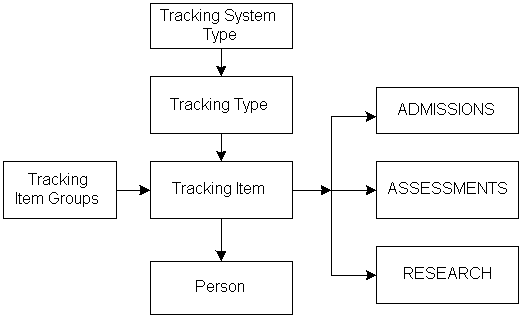 Tracking System
Type
Tracking Type
ADMISSIONS
Tracking
Item Groups
Tracking Item
ASSESSMENTS
Person
RESEARCH